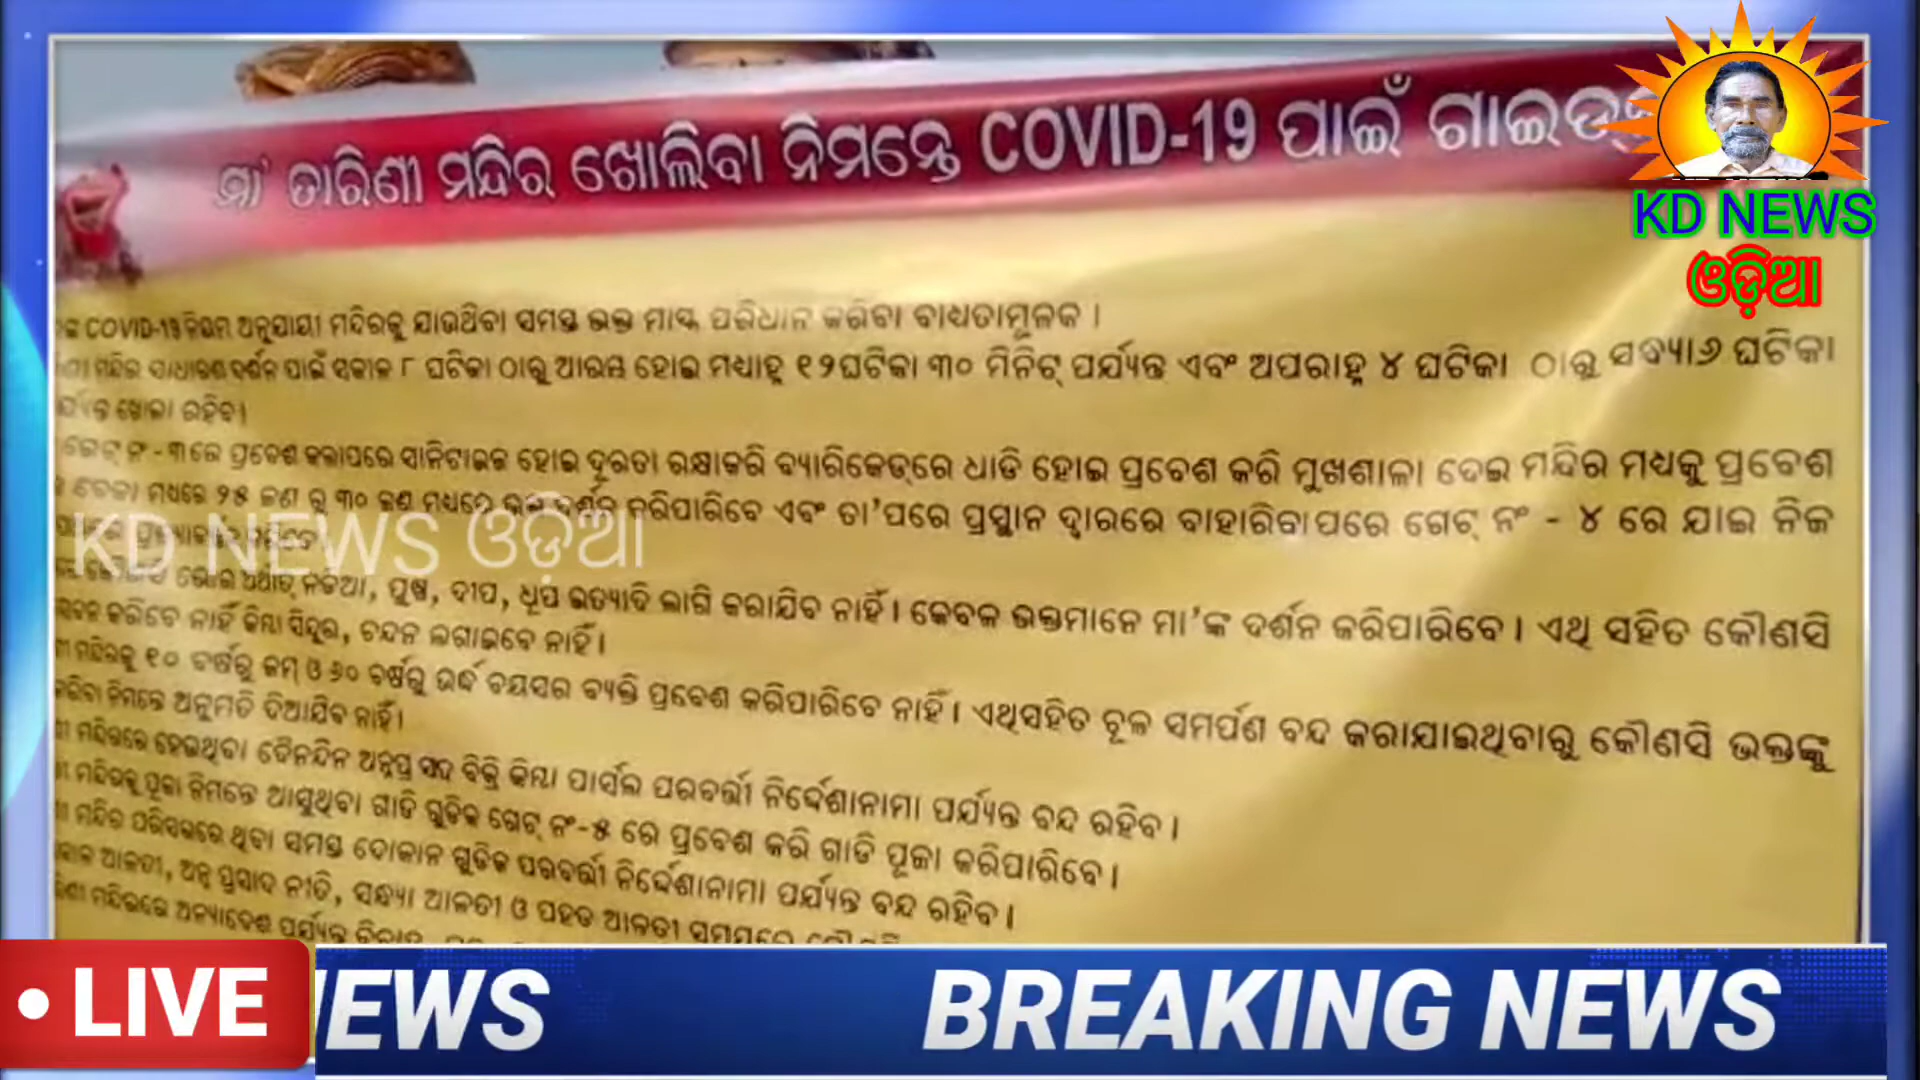 ମା' ତାରିଣୀ ମନ୍ଦିର ଖୋଲିବା ନିମନ୍ତେ COVID-19 ପାଇଁ
KD NEWS
ଓଡ଼ିଆ
COVID-19 ନିୟମ ଅନୁଯାୟୀ ମନ୍ଦିରକୁ ଯାଉଥିବା ସମସ୍ତ ଭକ୍ତ ମାସ୍କ ପରିଧାନ କରିବା ବାଧ୍ୟତାମୂଳକ ।
ମନ୍ଦିର ସାଧାରଣ ଦର୍ଶନ ପାଇଁ ସକାଳ ୮ ଘଟିକା ଠାରୁ ଆରମ୍ଭ ହୋଇ ମଧ୍ୟାହ୍ନ ୧୨ଘଟିକା ୩୦ ମିନିଟ୍ ପର୍ଯ୍ୟନ୍ତ ଏବଂ ଅପରାହ୍ନ ୪ ଘଟିକା ଠାରୁ ସନ୍ଧ୍ୟା ୬ ଘଟିକା
ଖୋଲା ରହିବ ।
ଗେଟ୍ ନଂ - ୩ ରେ ପ୍ରବେଶ କଲାପରେ ସାନିଟାଇଜ ହୋଇ ଦୂରତା ରକ୍ଷାକରି ବ୍ୟାରିକେଡ୍‌ରେ ଧାଡି ହୋଇ ପ୍ରବେଶ କରି ମୁଖଶାଳା ଦେଇ ମନ୍ଦିର ମଧ୍ୟକୁ ପ୍ରବେଶ
ମଧ୍ୟରେ ୨୫ ଜଣ ରୁ ୩୦ ଜଣ ମଧ୍ୟରେ ଦର୍ଶନ କରିପାରିବେ ଏବଂ ତା'ପରେ ପ୍ରସ୍ଥାନ ଦ୍ୱାରରେ ବାହାରିବାପରେ ଗେଟ୍ ନଂ - ୪ ରେ ଯାଇ ନିଜ
KD NEWS ଓଡ଼ିଆ
ଭୋଗ ଅର୍ଥାତ୍ ନଡିଆ, ପୁଷ୍ପ, ଦୀପ, ଧୂପ ଇତ୍ୟାଦି ଲାଗି କରାଯିବ ନାହିଁ । କେବଳ ଭକ୍ତମାନେ ମା'ଙ୍କ ଦର୍ଶନ କରିପାରିବେ । ଏଥି ସହିତ କୌଣସି
କରିବେ ନାହିଁ କିମ୍ବା ସିନ୍ଦୁର, ଚନ୍ଦନ ଲଗାଇବେ ନାହିଁ ।
ମନ୍ଦିରକୁ ୧୦ ବର୍ଷରୁ କମ୍ ଓ ୬୦ ବର୍ଷରୁ ଉର୍ଦ୍ଧ ବୟସର ବ୍ୟକ୍ତି ପ୍ରବେଶ କରିପାରିବେ ନାହିଁ । ଏଥିସହିତ ଚୂଳ ସମର୍ପଣ ବନ୍ଦ କରାଯାଇଥିବାରୁ କୌଣସି ଭକ୍ତଙ୍କୁ
କରିବା ନିମନ୍ତେ ଅନୁମତି ଦିଆଯିବ ନାହିଁ ।
ମନ୍ଦିରରେ ହେଉଥିବା ଦୈନନ୍ଦିନ ଅନ୍ନପ୍ରସାଦ ବିକ୍ରି କିମ୍ବା ପାର୍ସଲ ପରବର୍ତ୍ତୀ ନିର୍ଦ୍ଦେଶାନାମା ପର୍ଯ୍ୟନ୍ତ ବନ୍ଦ ରହିବ ।
ମନ୍ଦିରକୁ ପୂଜା ନିମନ୍ତେ ଆସୁଥିବା ଗାଡି ଗୁଡିକ ଗେଟ୍ ନଂ-୫ ରେ ପ୍ରବେଶ କରି ଗାଡି ପୂଜା କରିପାରିବେ ।
ମନ୍ଦିର ପରିସରରେ ଥିବା ସମସ୍ତ ଦୋକାନ ଗୁଡିକ ପରବର୍ତ୍ତୀ ନିର୍ଦ୍ଦେଶାନାମା ପର୍ଯ୍ୟନ୍ତ ବନ୍ଦ ରହିବ ।
ଆଳତୀ, ଅନ୍ନ ପ୍ରସାଦ ନୀତି, ସନ୍ଧ୍ୟା ଆଳତୀ ଓ ପହଡ ଆଳତୀ ସମୟରେ
ମନ୍ଦିରରେ ଅନ୍ୟାଦେଶ ପର୍ଯ୍ୟନ୍ତ
LIVE
NEWS BREAKING NEWS